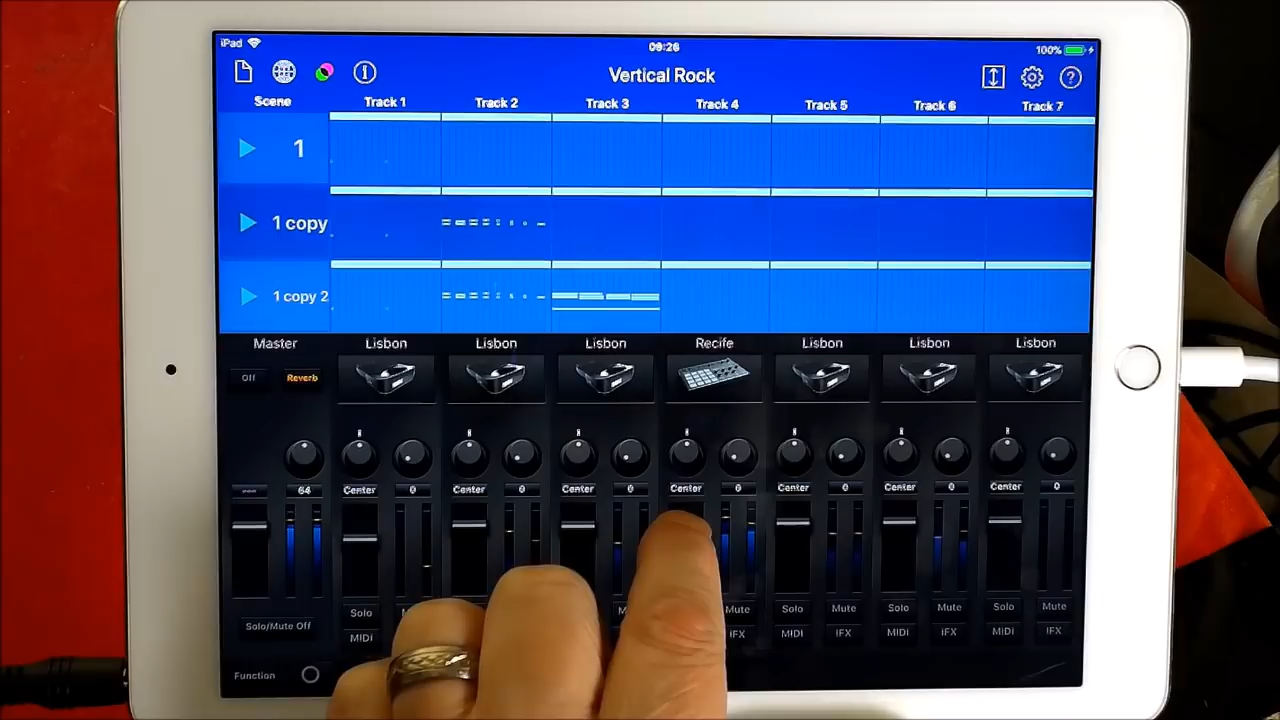 iPad 09:26 100%
Vertical Rock
Scene Track 1 Track 2 Track 3 Track 4 Track 5 Track 6 Track 7
1
1 copy
1 copy 2
Master Lisbon Lisbon Lisbon Recife Lisbon Lisbon Lisbon
Off Reverb
64 Center 0 Center 0 Center 0 Center 0 Center 0 Center 0 Center 0
Solo Mute Solo Mute Solo Mute Solo Mute
Solo/Mute Off MIDI IFX MIDI IFX MIDI IFX MIDI IFX
Function